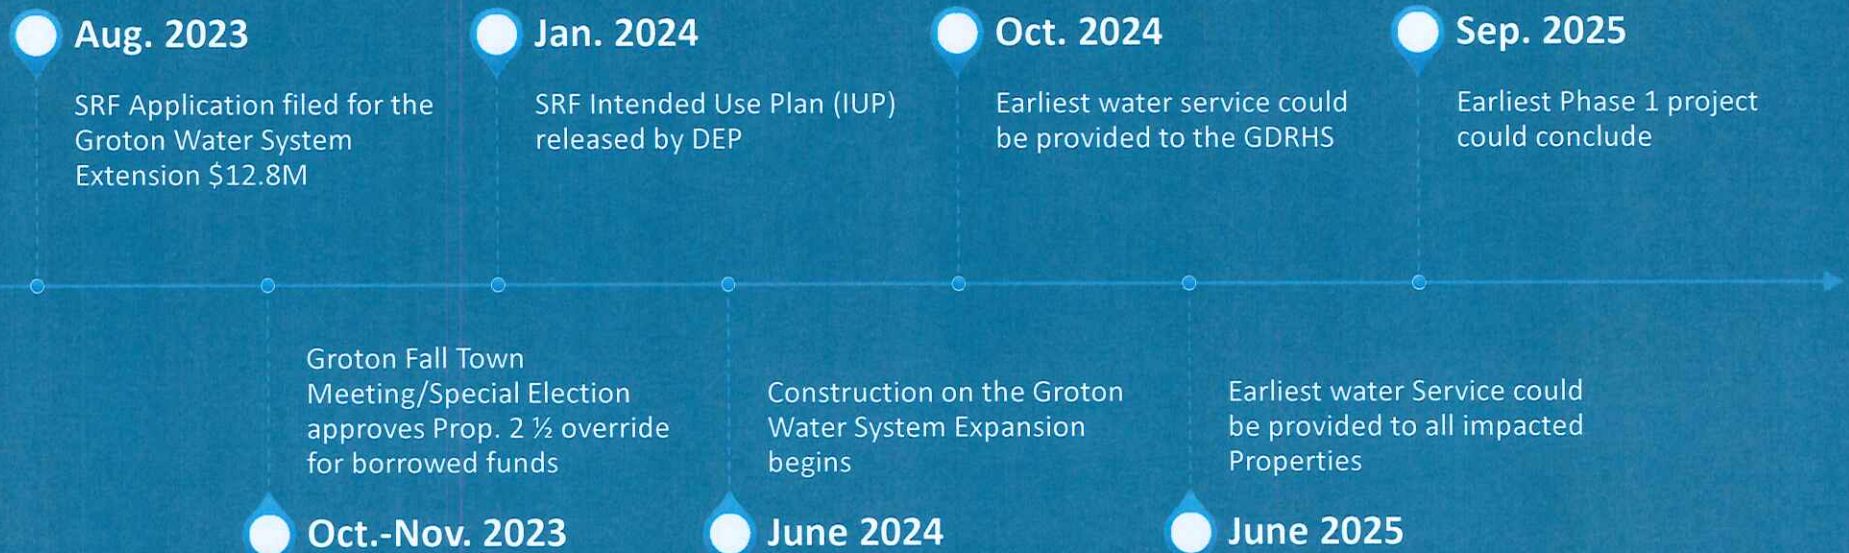 Aug. 2023
SRF Application filed for the
Groton Water System
Extension $12.8M
Jan. 2024
SRF Intended Use Plan (IUP)
released by DEP
Oct. 2024
Earliest water service could
be provided to the GDRHS
Sep. 2025
Earliest Phase 1 project
could conclude
Groton Fall Town
Meeting/Special Election
approves Prop. 2 ½ override
for borrowed funds
Oct.-Nov. 2023
Construction on the Groton
Water System Expansion
begins
June 2024
Earliest water Service could
be provided to all impacted
Properties
June 2025